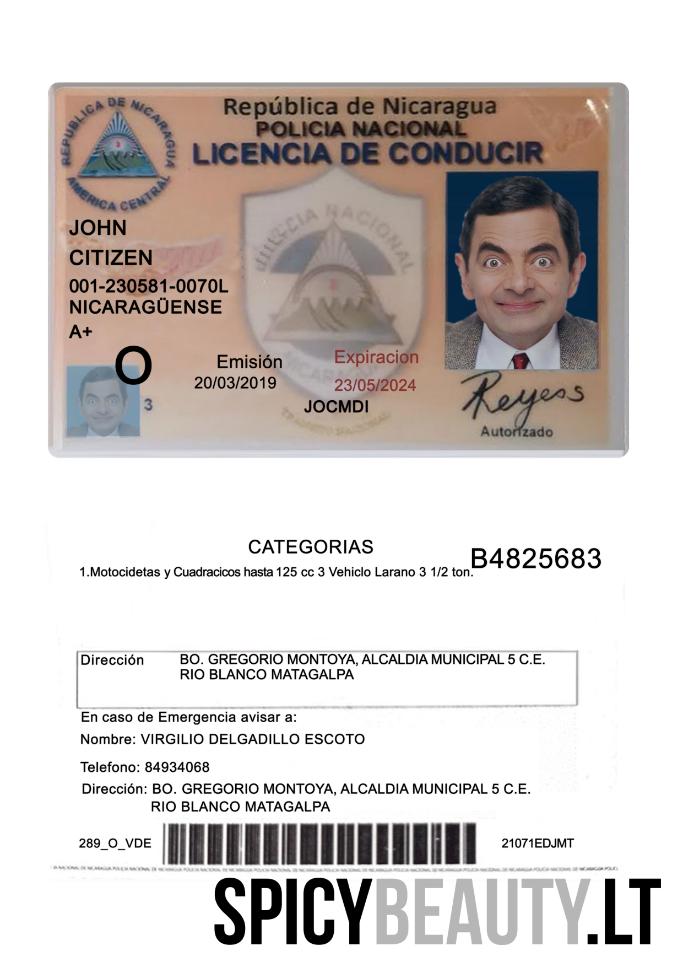 República de Nicaragua
POLICIA NACIONAL
LICENCIA DE CONDUCIR
REPUBLICA DE NICARAGUA
AMERICA CENTRAL
JOHN
CITIZEN
001-230581-0070L
NICARAGÜENSE
A+
O
3
Emisión
20/03/2019
Expiracion
23/05/2024
JOCMDI
Reyess
Autorizado
CATEGORIAS
B4825683
1.Motocidetas y Cuadracicos hasta 125 cc 3 Vehiclo Larano 3 1/2 ton.
Dirección BO. GREGORIO MONTOYA, ALCALDIA MUNICIPAL 5 C.E.
RIO BLANCO MATAGALPA
En caso de Emergencia avisar a:
Nombre: VIRGILIO DELGADILLO ESCOTO
Telefono: 84934068
Dirección: BO. GREGORIO MONTOYA, ALCALDIA MUNICIPAL 5 C.E.
RIO BLANCO MATAGALPA
289_O_VDE
21071EDJMT
SPICYBEAUTY.LT